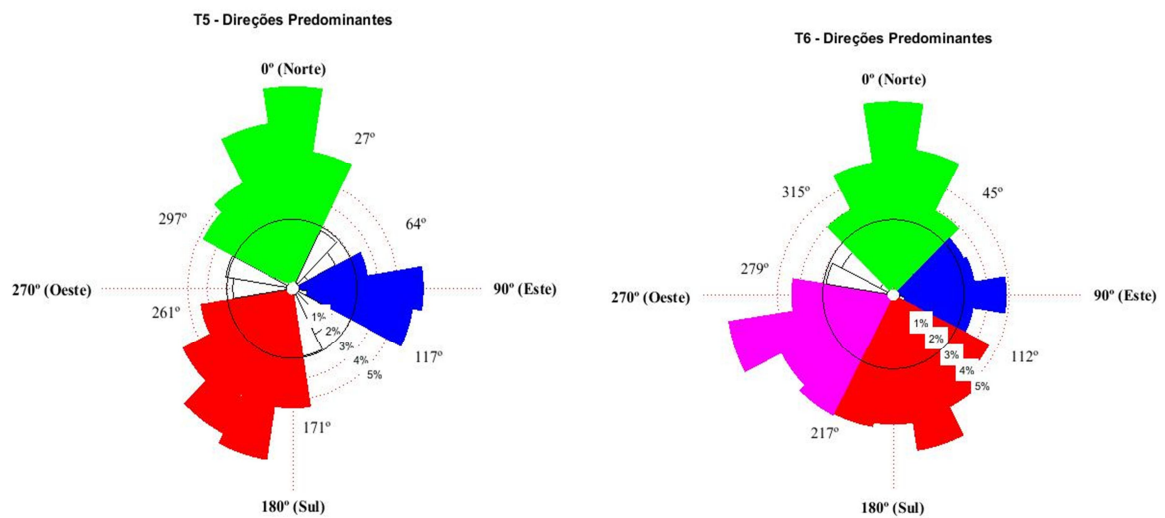 T5 - Direções Predominantes
0º (Norte)
27º
297º
64º
270º (Oeste)
90º (Este)
261º
1%
2%
3%
4%
5%
117º
171º
180º (Sul)
T6 - Direções Predominantes
0º (Norte)
315º
45º
279º
270º (Oeste)
90º (Este)
1%
2%
3%
4%
5%
112º
217º
180º (Sul)